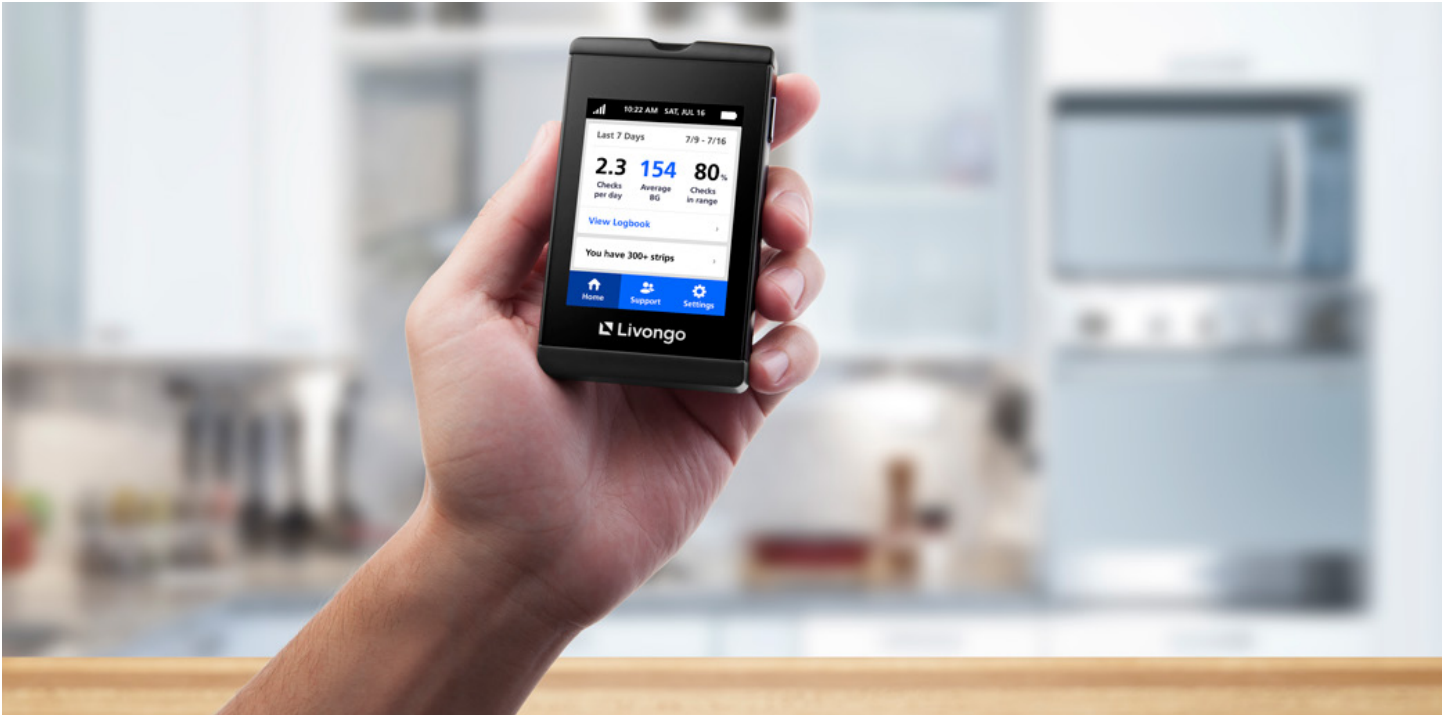 10:22 AM SAT, JUL 16
Last 7 Days 7/9 - 7/16
2.3 154 80%
Checks per day Average BG Checks in range
View Logbook
You have 300+ strips
Home Support Settings
Livongo